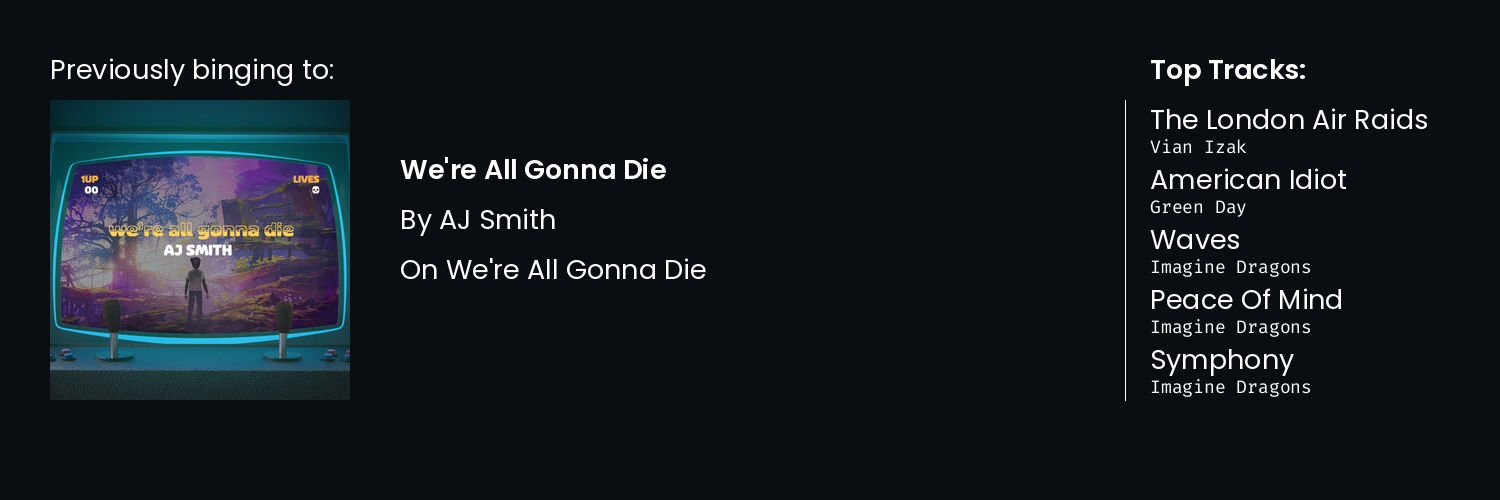 Previously binging to:
1UP
00
LIVES
we're all gonna die
AJ SMITH
We're All Gonna Die
By AJ Smith
On We're All Gonna Die
Top Tracks:
The London Air Raids
Vian Izak
American Idiot
Green Day
Waves
Imagine Dragons
Peace Of Mind
Imagine Dragons
Symphony
Imagine Dragons